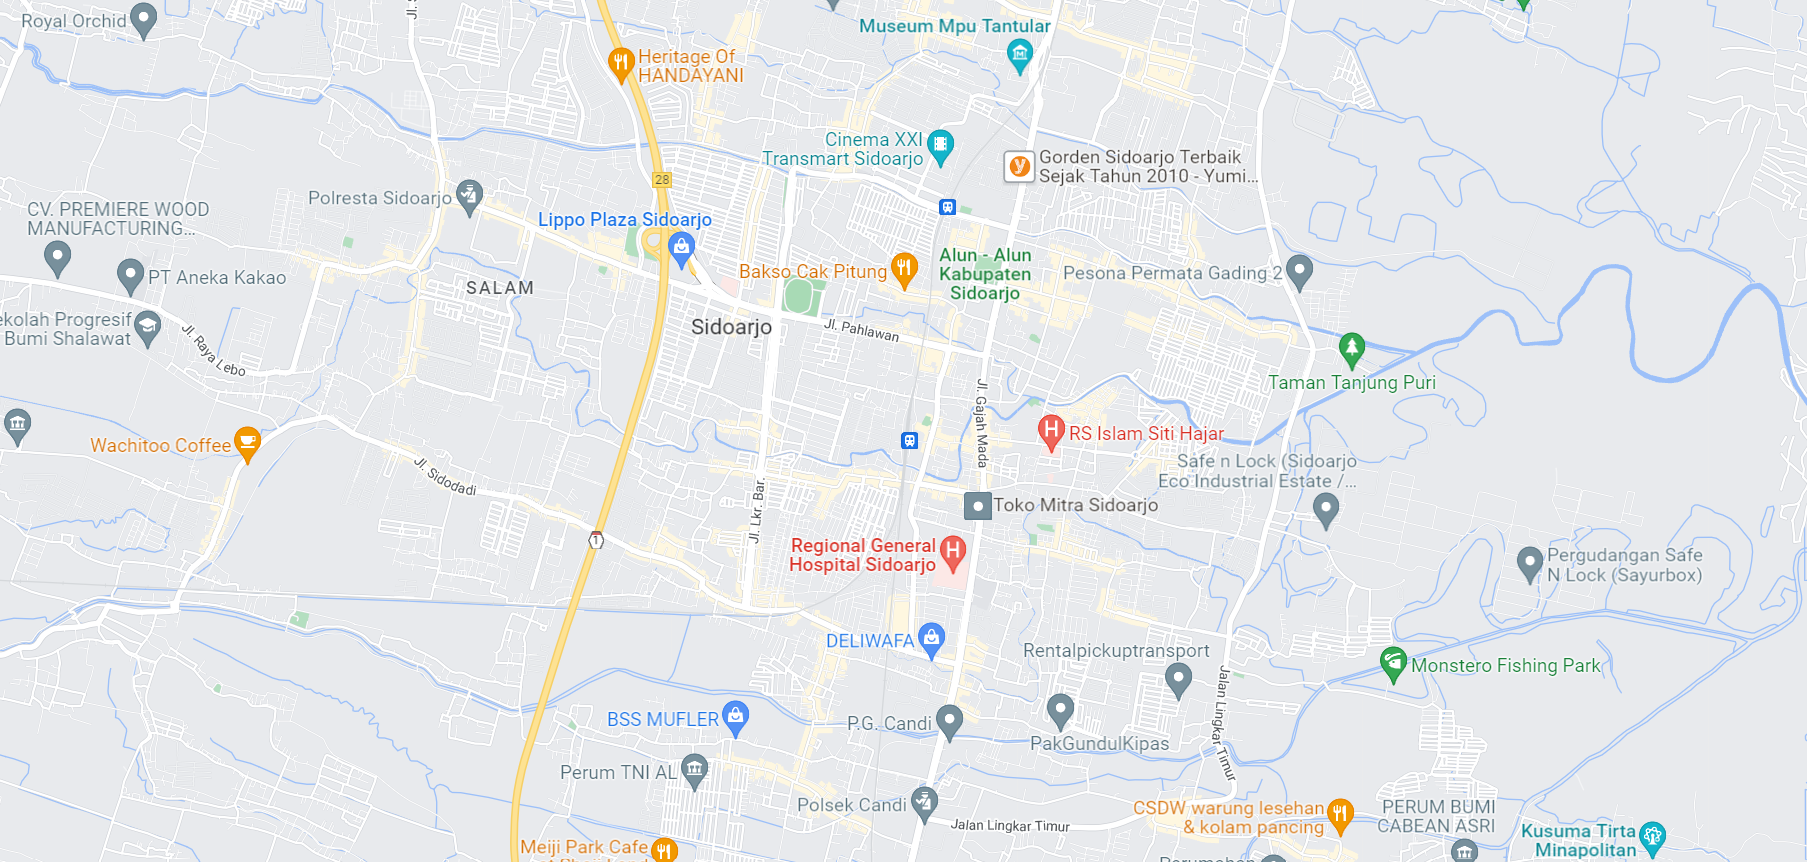 Royal Orchid
Heritage Of
HANDAYANI
Museum Mpu Tantular
Cinema XXI
Transmart Sidoarjo
Gorden Sidoarjo Terbaik
Sejak Tahun 2010 - Yumi...
28
Polresta Sidoarjo
CV. PREMIERE WOOD
MANUFACTURING...
Lippo Plaza Sidoarjo
PT Aneka Kakao
SALAM
Bakso Cak Pitung
Alun - Alun
Kabupaten
Sidoarjo
Pesona Permata Gading 2
Progresif
Bumi Shalawat
Jl. Raya Lebo
Sidoarjo
Jl. Pahlawan
Taman Tanjung Puri
Jl. Gajah Mada
RS Islam Siti Hajar
Wachitoo Coffee
Jl. Sidodadi
Safe n Lock (Sidoarjo
Eco Industrial Estate /...
Jl. Lkr. Bar.
Toko Mitra Sidoarjo
1
Regional General
Hospital Sidoarjo
Pergudangan Safe
N Lock (Sayurbox)
DELIWAFA
Rentalpickuptransport
Monstero Fishing Park
Jalan Lingkar Timur
BSS MUFLER
P.G. Candi
PakGundulKipas
Perum TNI AL
Polsek Candi
Jalan Lingkar Timur
CSDW warung lesehan
& kolam pancing
PERUM BUMI
CABEAN ASRI
Kusuma Tirta
Minapolitan
Meiji Park Cafe